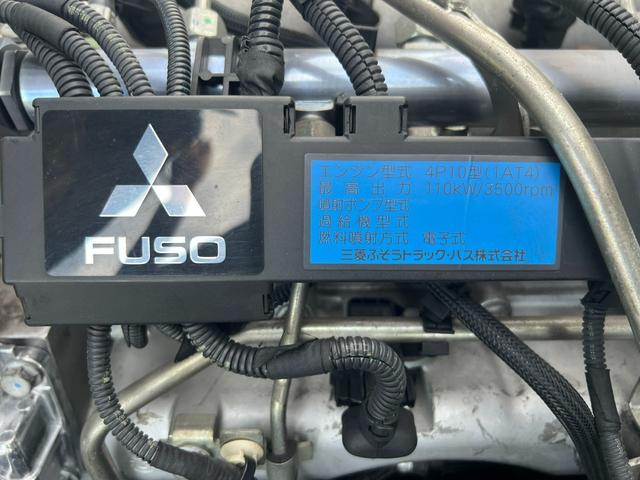 FUSO
エンジン型式 4P10型(1AT4)
最高出力 110kW/3500rpm
噴射ポンプ型式
過給機型式
燃料噴射方式 電子式
三菱ふそうトラック・バス株式会社